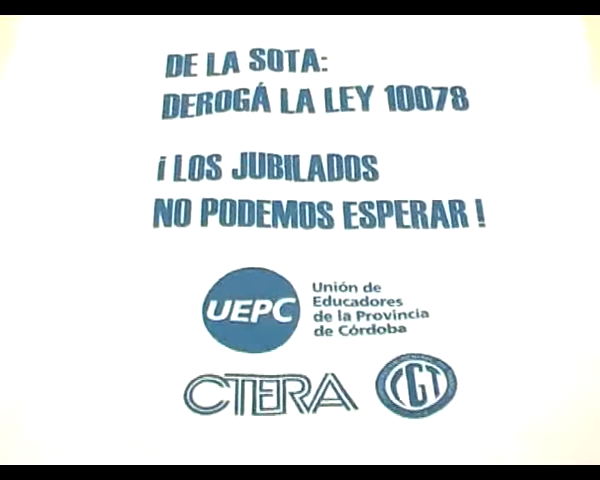 DE LA SOTA:
DEROGÁ LA LEY 10078
¡ LOS JUBILADOS
NO PODEMOS ESPERAR !
UEPC
Unión de
Educadores
de la Provincia
de Córdoba
CTERA
CGT